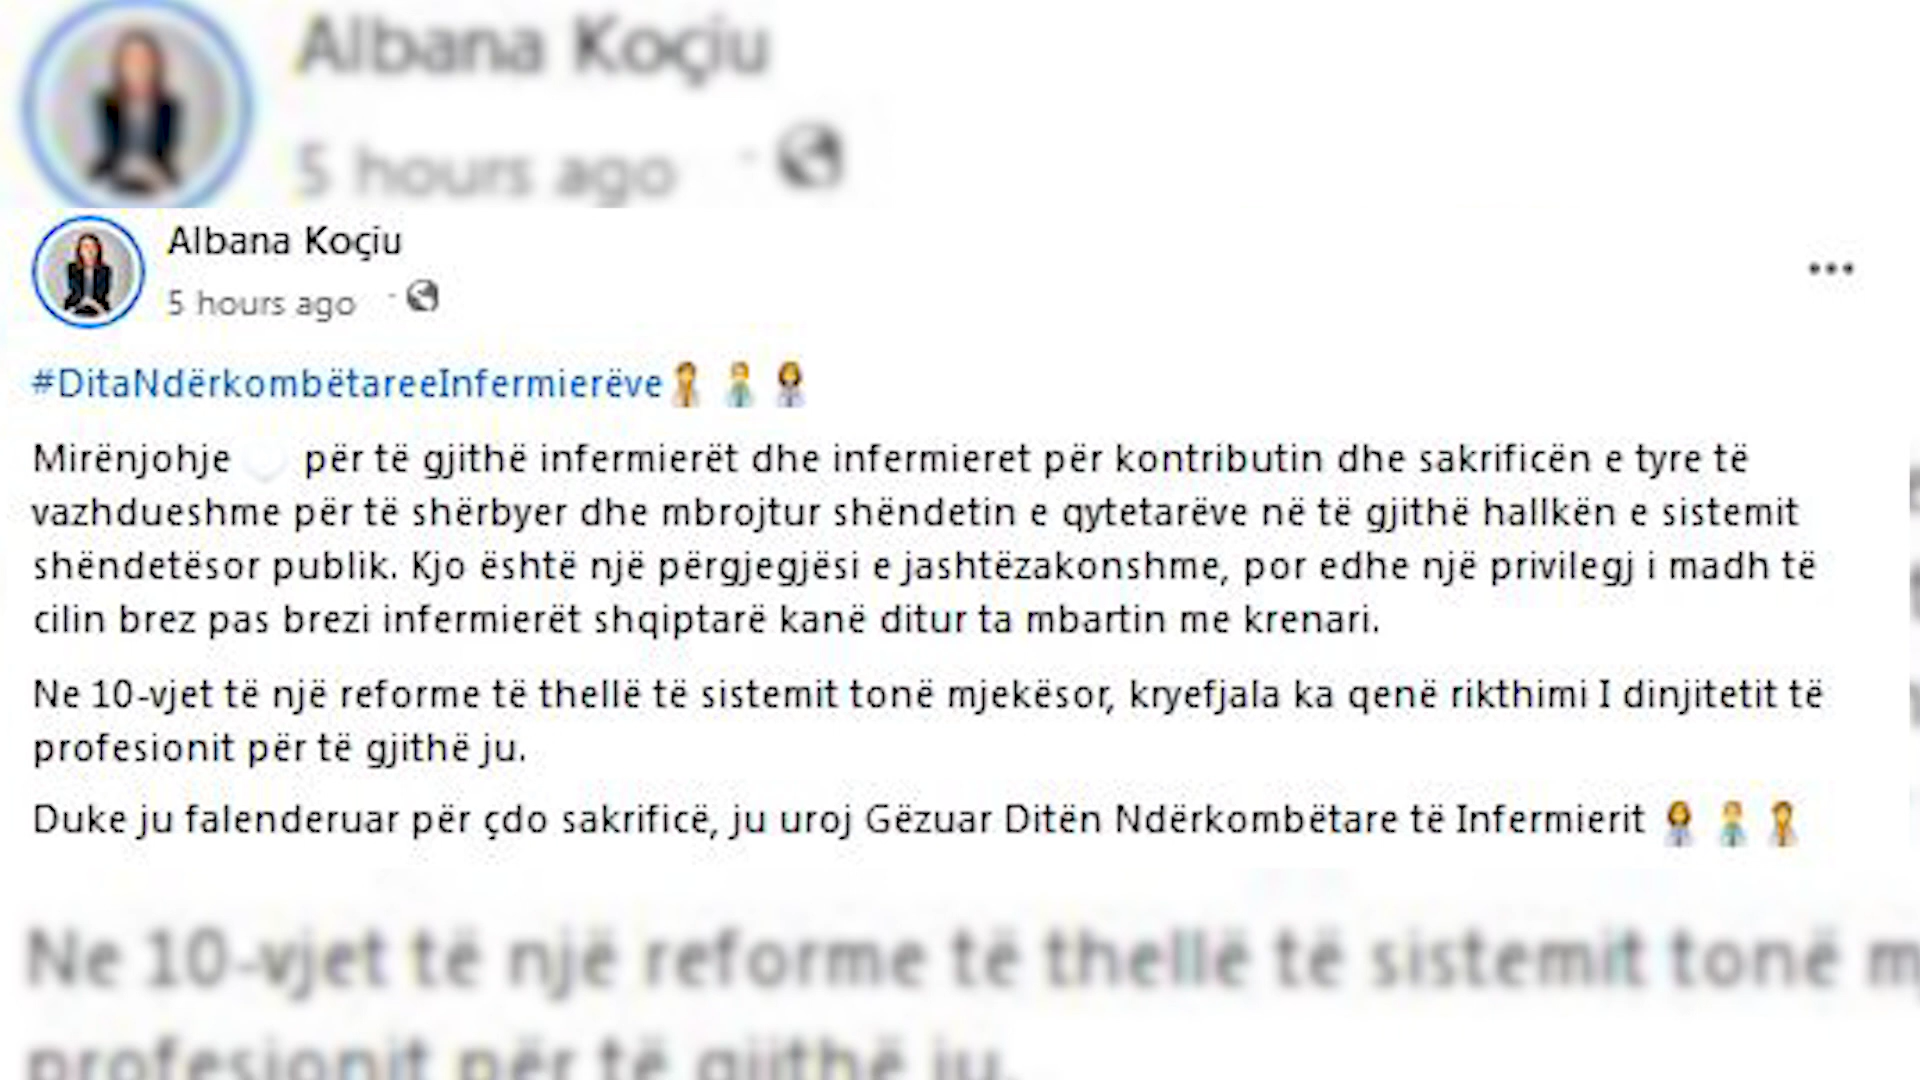 Albana Koçiu
5 hours ago
Albana Koçiu
5 hours ago
#DitaNdërkombëtareeInfermierëve
Mirënjohje 🤍 për të gjithë infermierët dhe infermieret për kontributin dhe sakrificën e tyre të
vazhdueshme për të shërbyer dhe mbrojtur shëndetin e qytetarëve në të gjithë hallkën e sistemit
shëndetësor publik. Kjo është një përgjegjësi e jashtëzakonshme, por edhe një privilegj i madh të
cilin brez pas brezi infermierët shqiptarë kanë ditur ta mbartin me krenari.
Ne 10-vjet të një reforme të thellë të sistemit tonë mjekësor, kryefjala ka qenë rikthimi I dinjitetit të
profesionit për të gjithë ju.
Duke ju falenderuar për çdo sakrificë, ju uroj Gëzuar Ditën Ndërkombëtare të Infermierit
Ne 10-vjet të një reforme të thellë të sistemit tonë
profesionit për të gjithë ju.